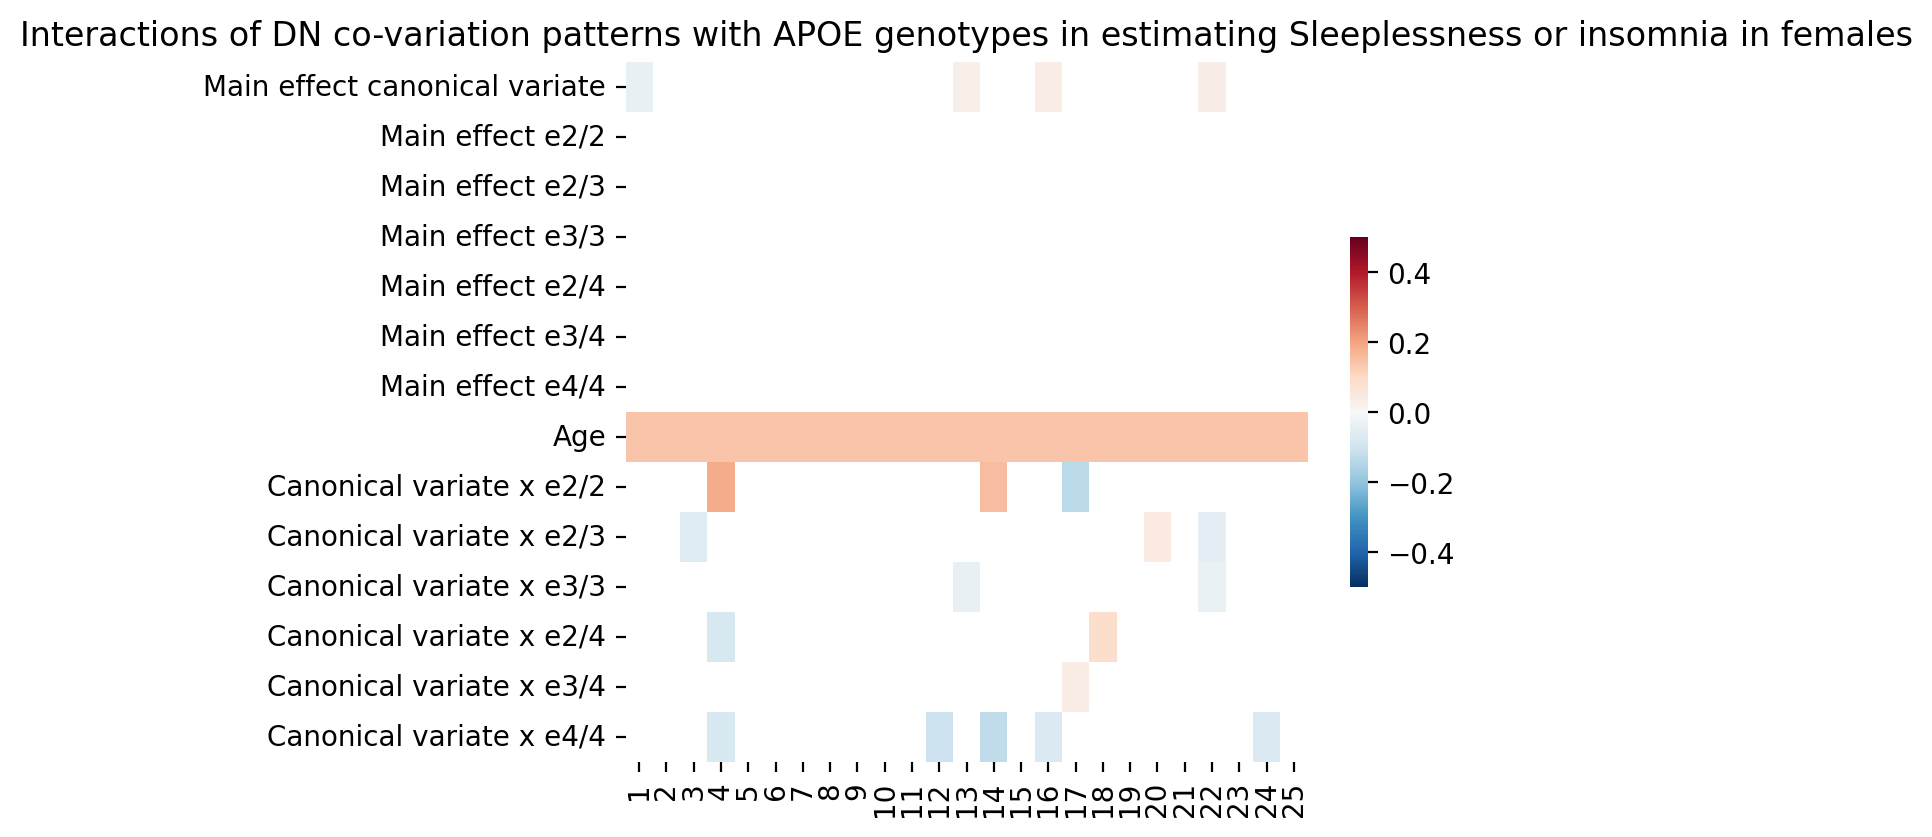 Interactions of DN co-variation patterns with APOE genotypes in estimating Sleeplessness or insomnia in females
Main effect canonical variate
Main effect e2/2
Main effect e2/3
Main effect e3/3
Main effect e2/4
Main effect e3/4
Main effect e4/4
Age
Canonical variate x e2/2
Canonical variate x e2/3
Canonical variate x e3/3
Canonical variate x e2/4
Canonical variate x e3/4
Canonical variate x e4/4
1 2 3 4 5 6 7 8 9 10 11 12 13 14 15 16 17 18 19 20 21 22 23 24 25
0.4
0.2
0.0
−0.2
−0.4